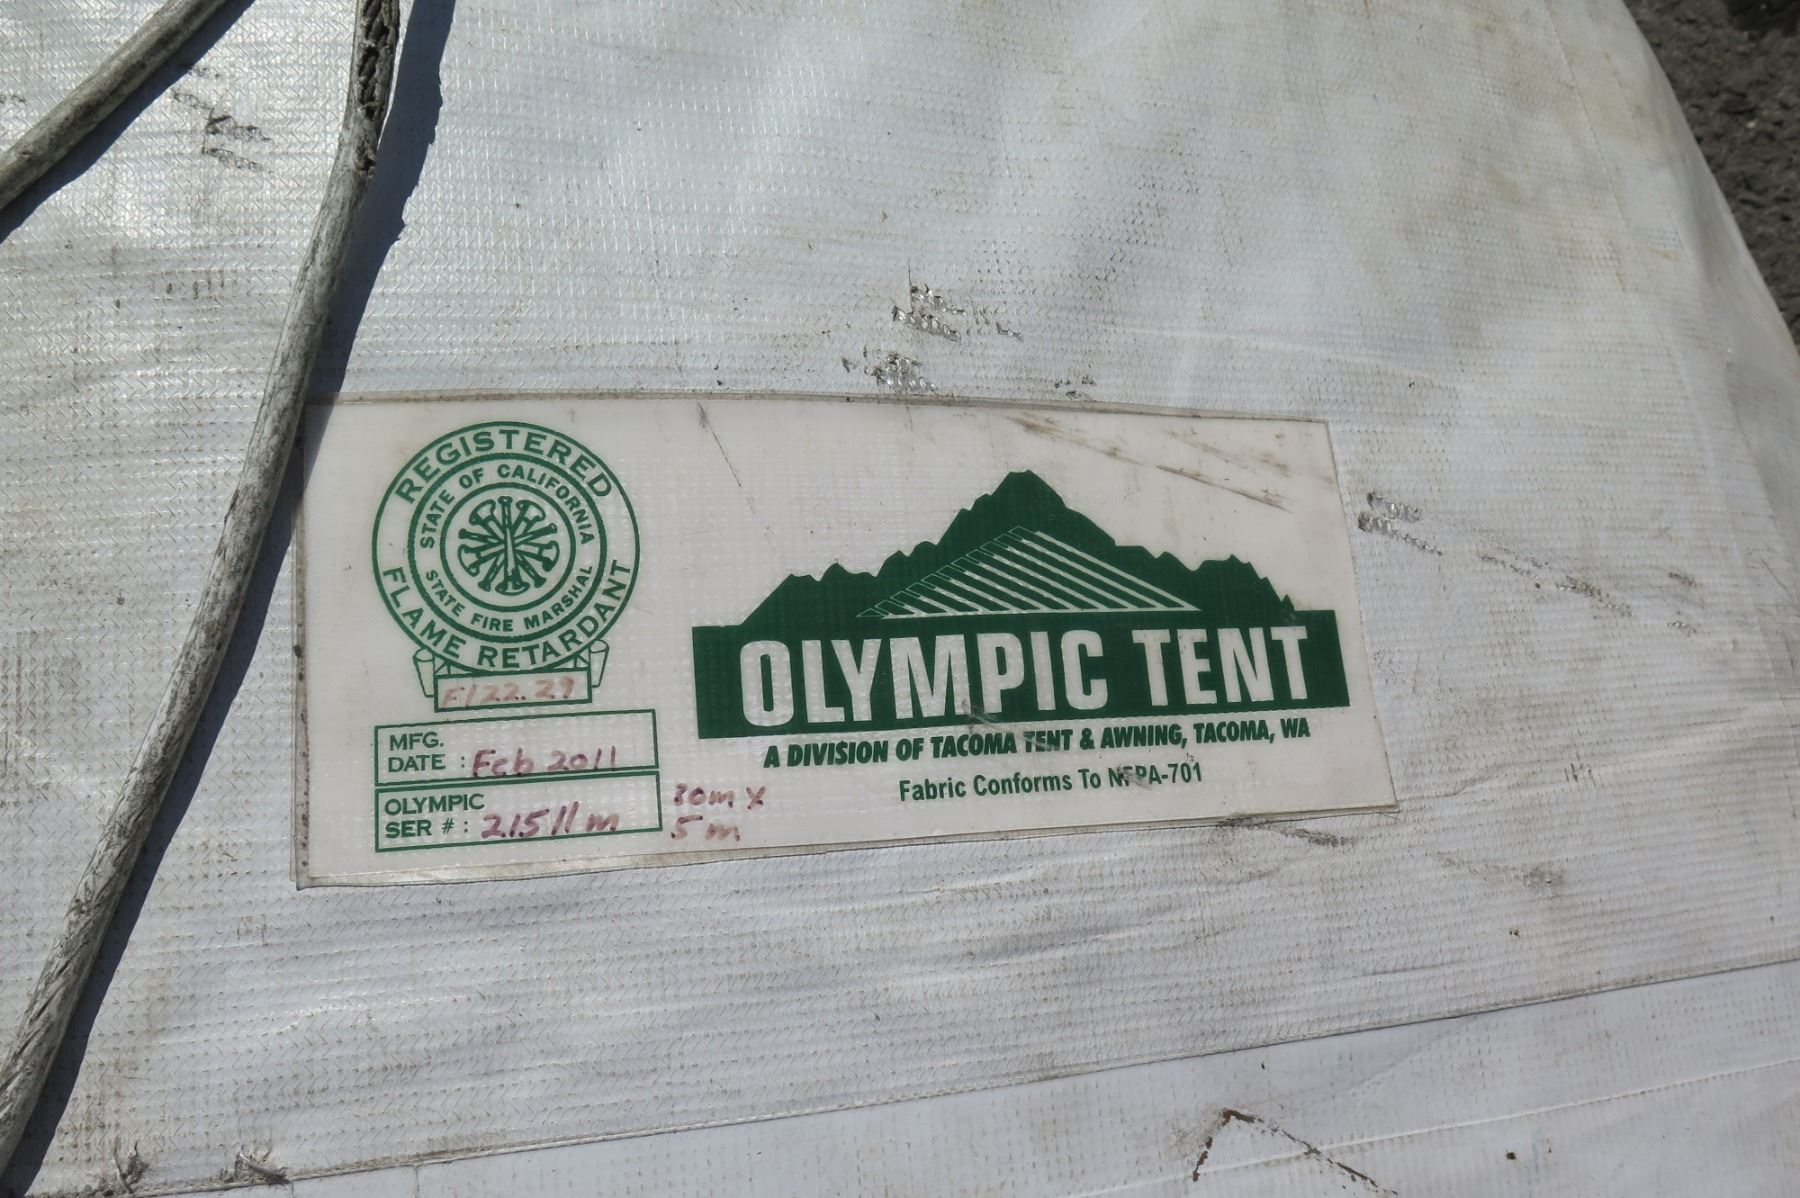 REGISTERED
STATE OF CALIFORNIA
STATE FIRE MARSHAL
FLAME RETARDANT
F122.29
MFG.
DATE : Feb 2011
OLYMPIC
SER #: 21511m
5m
OLYMPIC TENT
A DIVISION OF TACOMA TENT & AWNING, TACOMA, WA
Fabric Conforms To NFPA-701